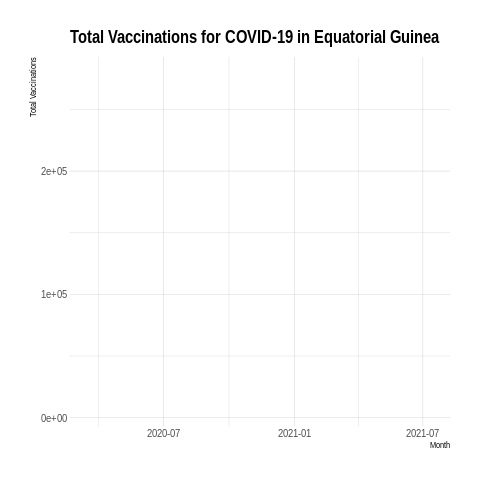 Total Vaccinations for COVID-19 in Equatorial Guinea
Total Vaccinations
2e+05
1e+05
0e+00
2020-07
2021-01
2021-07
Month